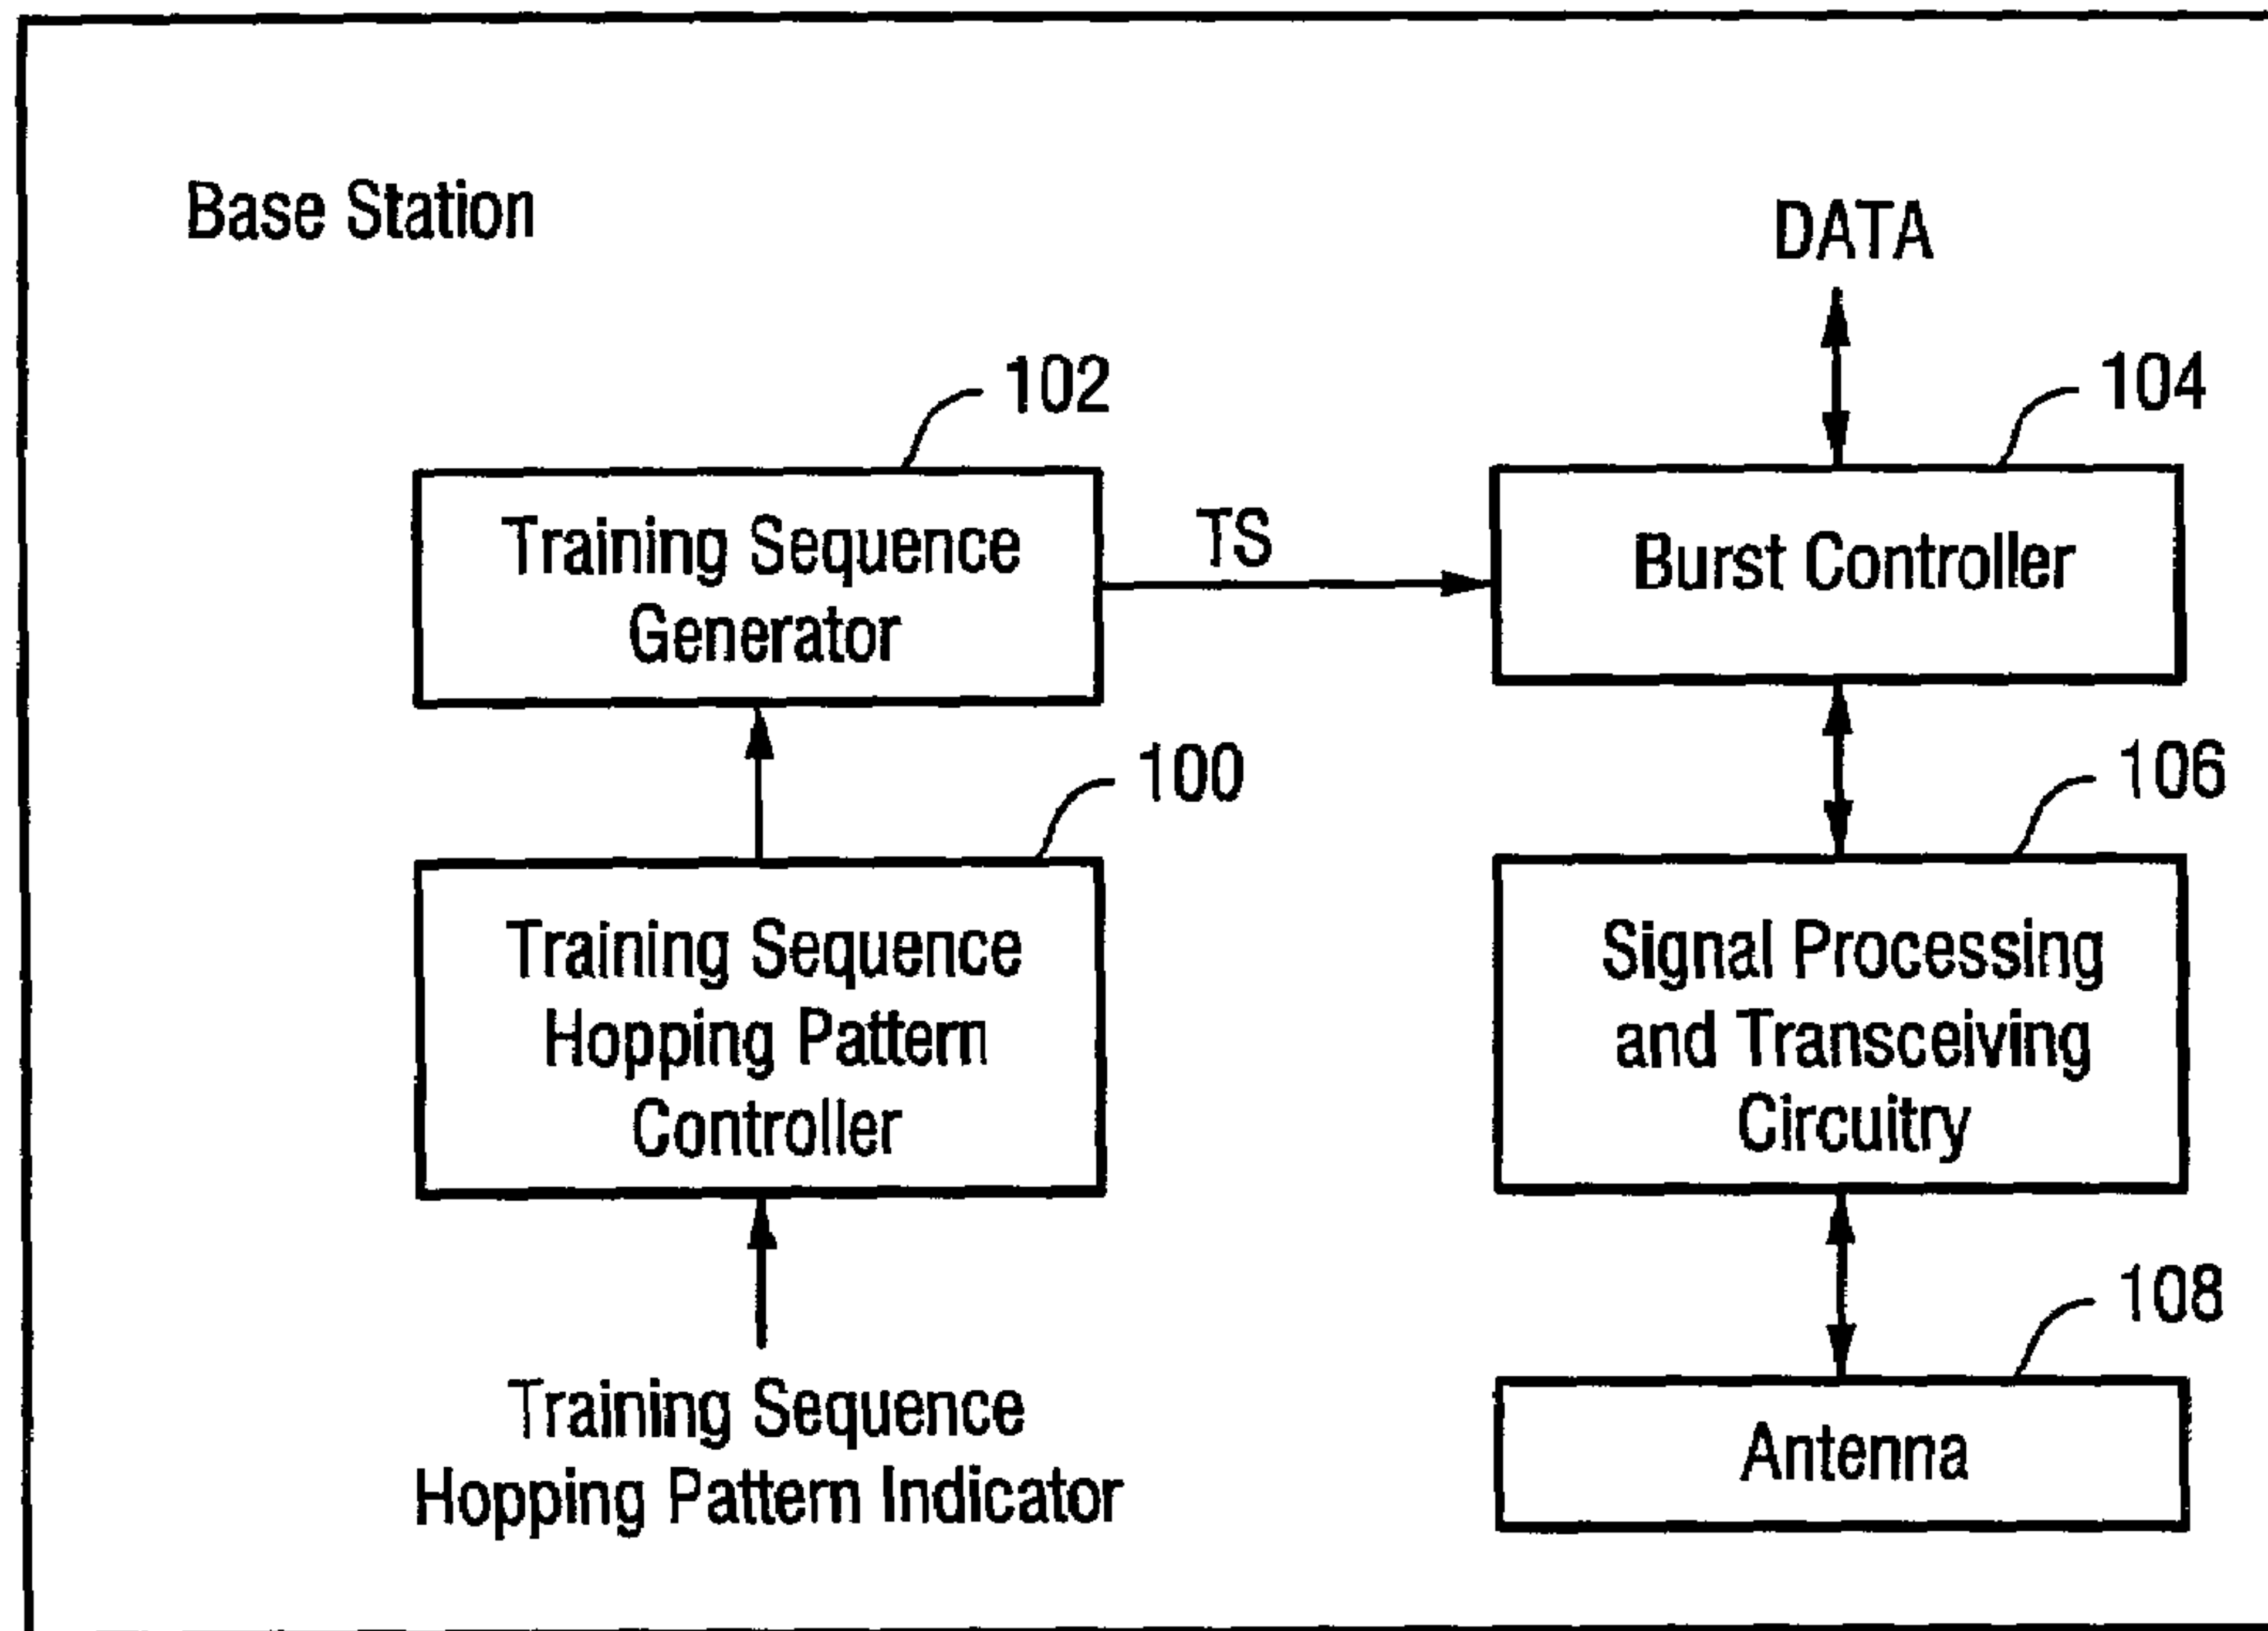 Base Station
DATA
102
104
Training Sequence
Generator
TS
Burst Controller
100
106
Training Sequence
Hopping Pattern
Controller
Signal Processing
and Transceiving
Circuitry
108
Training Sequence
Hopping Pattern Indicator
Antenna